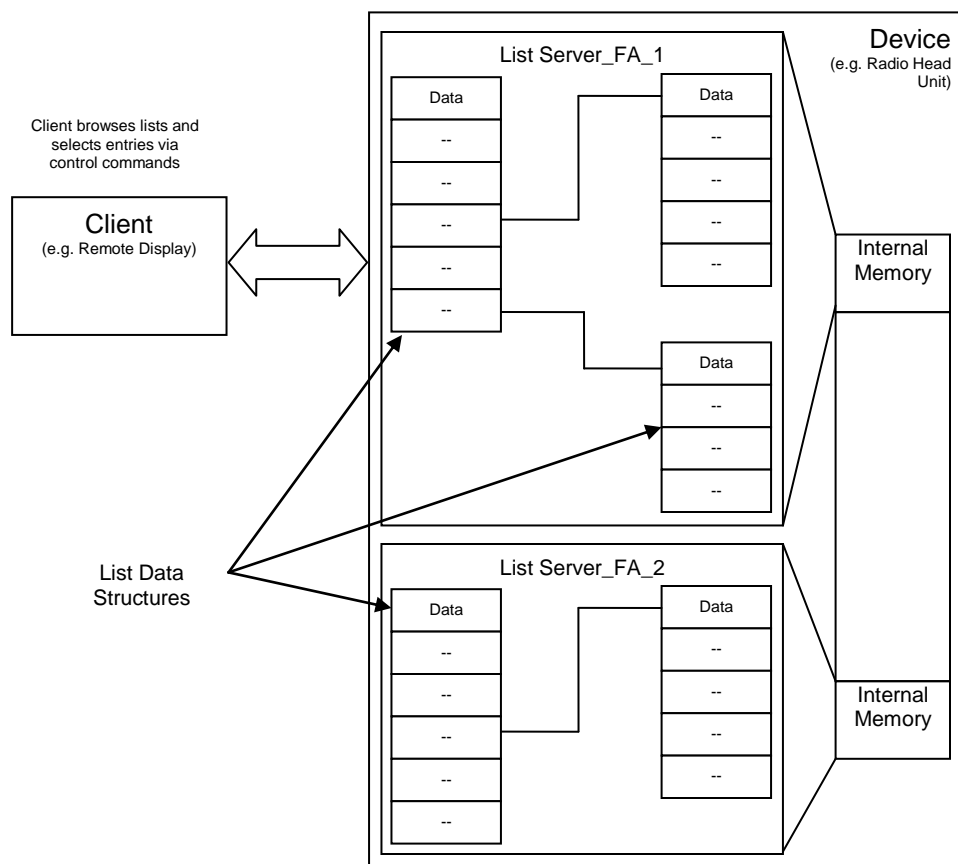 Device
(e.g. Radio Head
Unit)
List Server_FA_1
Data
--
--
--
--
--
Data
--
--
--
--
Data
--
--
--
Client browses lists and
selects entries via
control commands
Client
(e.g. Remote Display)
Internal
Memory
List Data
Structures
List Server_FA_2
Data
--
--
--
--
--
Data
--
--
--
--
Internal
Memory